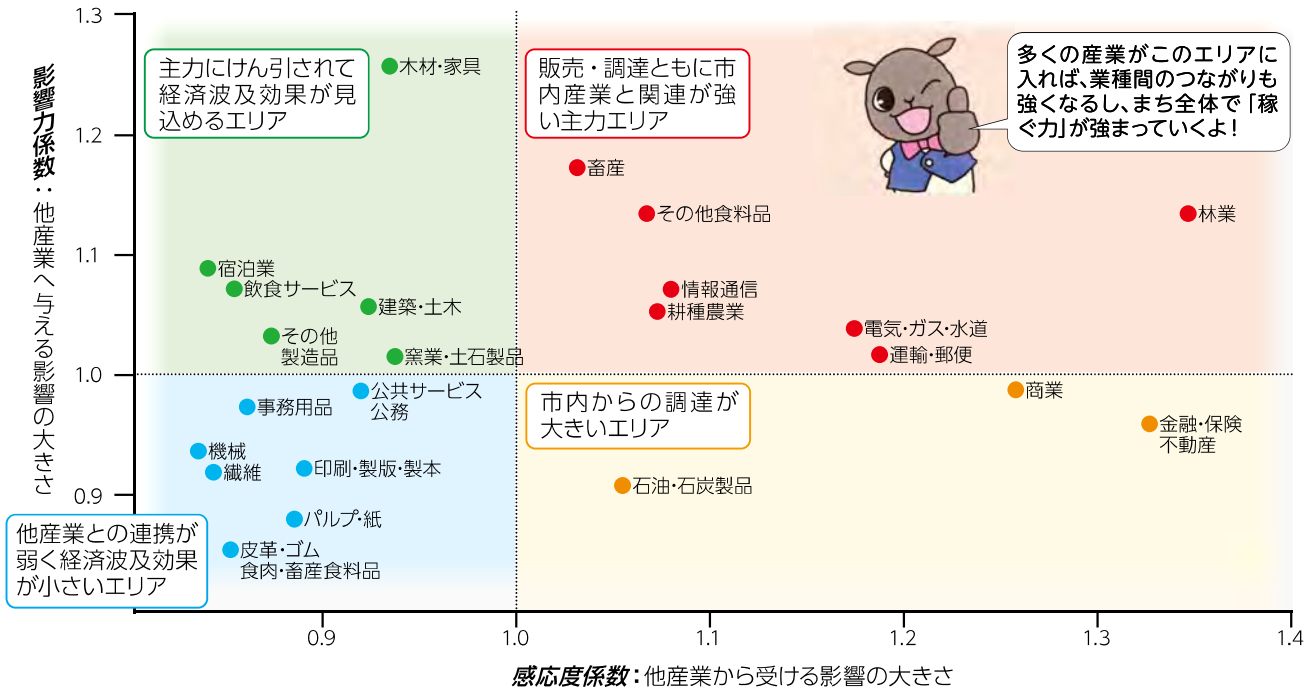 1.3
1.2
1.1
1.0
0.9
影響力係数：他産業へ与える影響の大きさ
主力にけん引されて
経済波及効果が見
込めるエリア
木材・家具
宿泊業
飲食サービス
建築・土木
その他
製造品
窯業・土石製品
販売・調達ともに市
内産業と関連が強
い主力エリア
多くの産業がこのエリアに
入れば、業種間のつながりも
強くなるし、まち全体で「稼
ぐ力」が強まっていくよ！
畜産
その他食料品
林業
情報通信
耕種農業
電気・ガス・水道
運輸・郵便
公共サービス
公務
事務用品
機械
繊維
印刷・製版・製本
パルプ・紙
皮革・ゴム
食肉・畜産食料品
他産業との連携が
弱く経済波及効果
が小さいエリア
市内からの調達が
大きいエリア
商業
金融・保険
不動産
石油・石炭製品
0.9
1.0
1.1
1.2
1.3
1.4
感応度係数：他産業から受ける影響の大きさ